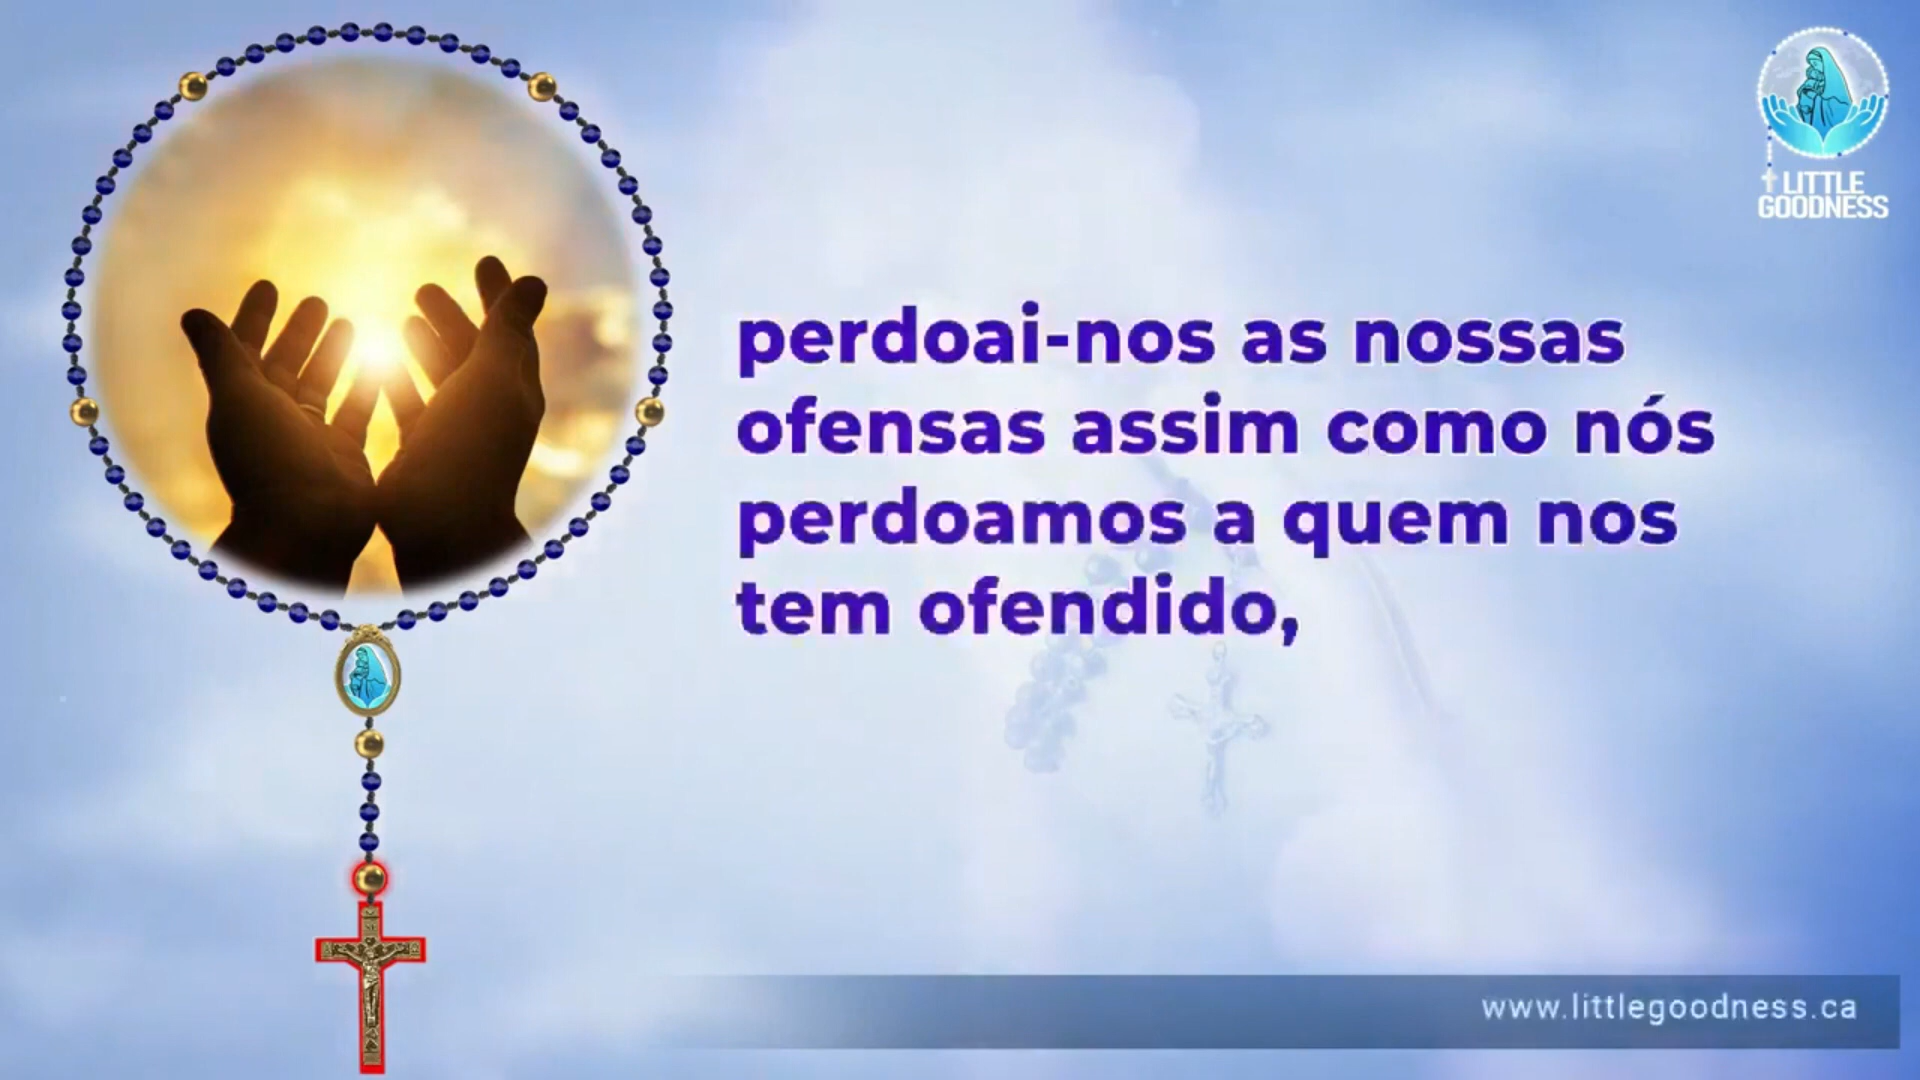 LITTLE
GOODNESS
perdoai-nos as nossas
ofensas assim como nós
perdoamos a quem nos
tem ofendido,
www.littlegoodness.ca